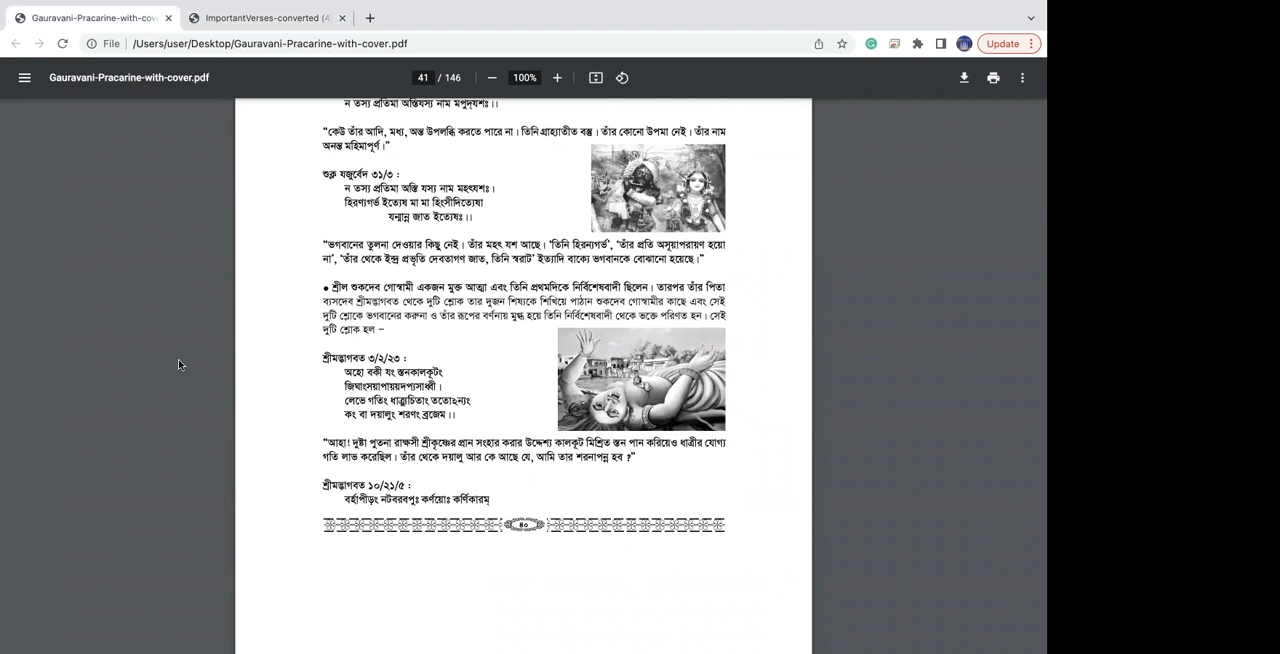 Gauravani-Pracarine-with-cov
ImportantVerses-converted (4
File
/Users/user/Desktop/Gauravani-Pracarine-with-cover.pdf
Update
Gauravani-Pracarine-with-cover.pdf
41 / 146
100%
ন তস্য প্রতিমা অস্তিযস্য নাম মপুদ্‌যশঃ।।
“কেউ তাঁর আদি, মধ্য, অন্ত উপলব্ধি করতে পারে না। তিনি গ্রাহ্যাতীত বস্তু। তাঁর কোনো উপমা নেই। তাঁর নাম
অনন্ত মহিমাপূর্ণ।”
শুক্ল যজুর্বেদ ৩১/৩ :
ন তস্য প্রতিমা অস্তি যস্য নাম মহৎযশঃ।
হিরণ্যগর্ভ ইত্যেষ মা মা হিংসীদিত্যেষা
যন্মান্ন জাত ইত্যেষঃ।।
“ভগবানের তুলনা দেওয়ার কিছু নেই। তাঁর মহৎ যশ আছে। ‘তিনি হিরন্যগর্ভ’, ‘তাঁর প্রতি অসূয়াপরায়ণ হয়ো
না’, ‘তাঁর থেকে ইন্দ্র প্রভৃতি দেবতাগণ জাত, তিনি স্বরাট’ ইত্যাদি বাক্যে ভগবানকে বোঝানো হয়েছে।”
● শ্রীল শুকদেব গোস্বামী একজন মুক্ত আত্মা এবং তিনি প্রথমদিকে নির্বিশেষবাদী ছিলেন। তারপর তাঁর পিতা
ব্যসদেব শ্রীমদ্ভাগবত থেকে দুটি শ্লোক তার দুজন শিষ্যকে শিখিয়ে পাঠান শুকদেব গোস্বামীর কাছে এবং সেই
দুটি শ্লোকে ভগবানের করুনা ও তাঁর রূপের বর্ণনায় মুগ্ধ হয়ে তিনি নির্বিশেষবাদী থেকে ভক্তে পরিণত হন। সেই
দুটি শ্লোক হল –
শ্রীমদ্ভাগবত ৩/২/২৩ :
অহো বকী যং স্তনকালকূটং
জিঘাংসয়াপায়য়দপ্যসাধ্বী।
লেভে গতিং ধাত্র্যুচিতাং ততোঽন্যং
কং বা দয়ালুং শরণং ব্রজেম।।
“আহা! দুষ্টা পুতনা রাক্ষসী শ্রীকৃষ্ণের প্রান সংহার করার উদ্দেশ্য কালকূট মিশ্রিত স্তন পান করিয়েও ধাত্রীর যোগ্য
গতি লাভ করেছিল। তাঁর থেকে দয়ালু আর কে আছে যে, আমি তার শরনাপন্ন হব ?”
শ্রীমদ্ভাগবত ১০/২১/৫ :
বর্হাপীড়ং নটবরবপুঃ কর্ণয়োঃ কর্ণিকারম্
৪০